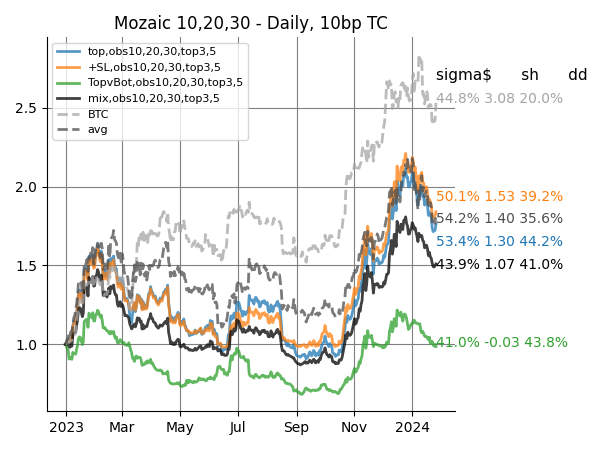 Mozaic 10,20,30 - Daily, 10bp TC
top,obs10,20,30,top3,5
+SL,obs10,20,30,top3,5
TopvBot,obs10,20,30,top3,5
mix,obs10,20,30,top3,5
BTC
avg
sigma$ sh dd
44.8% 3.08 20.0%
50.1% 1.53 39.2%
54.2% 1.40 35.6%
53.4% 1.30 44.2%
43.9% 1.07 41.0%
41.0% -0.03 43.8%
2.5
2.0
1.5
1.0
2023 Mar May Jul Sep Nov 2024